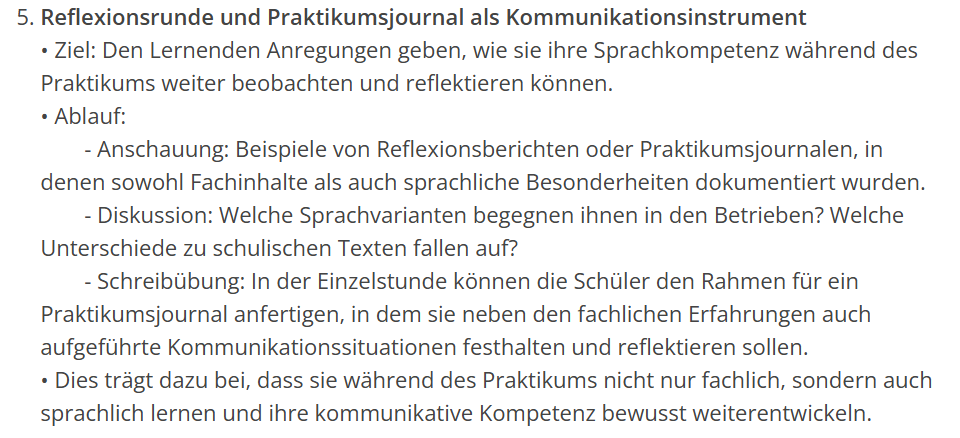 5. Reflexionsrunde und Praktikumsjournal als Kommunikationsinstrument
• Ziel: Den Lernenden Anregungen geben, wie sie ihre Sprachkompetenz während des
Praktikums weiter beobachten und reflektieren können.
• Ablauf:
- Anschauung: Beispiele von Reflexionsberichten oder Praktikumsjournalen, in
denen sowohl Fachinhalte als auch sprachliche Besonderheiten dokumentiert wurden.
- Diskussion: Welche Sprachvarianten begegnen ihnen in den Betrieben? Welche
Unterschiede zu schulischen Texten fallen auf?
- Schreibübung: In der Einzelstunde können die Schüler den Rahmen für ein
Praktikumsjournal anfertigen, in dem sie neben den fachlichen Erfahrungen auch
aufgeführte Kommunikationssituationen festhalten und reflektieren sollen.
• Dies trägt dazu bei, dass sie während des Praktikums nicht nur fachlich, sondern auch
sprachlich lernen und ihre kommunikative Kompetenz bewusst weiterentwickeln.